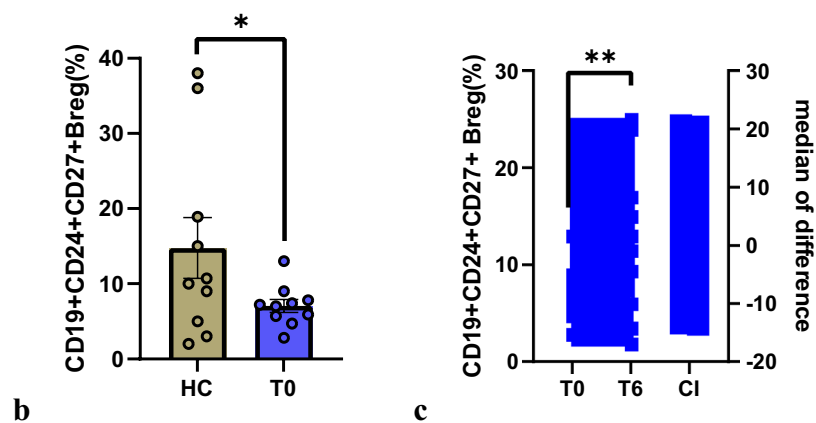 CD19+CD24+CD27+Breg(%)
*
40
30
20
10
0
HC
T0
b
CD19+CD24+CD27+ Breg(%)
**
30
20
10
0
T0
T6
CI
30
20
10
0
-10
-20
median of difference
c